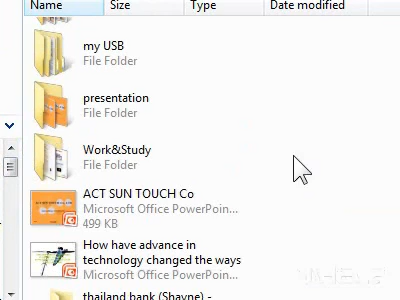 Name Size Type Date modified
my USB
File Folder
presentation
File Folder
Work&Study
File Folder
ACT SUN TOUCH Co
Microsoft Office PowerPoin...
499 KB
How have advance in
technology changed the ways
Microsoft Office PowerPoin...
thailand bank (Shayne) -